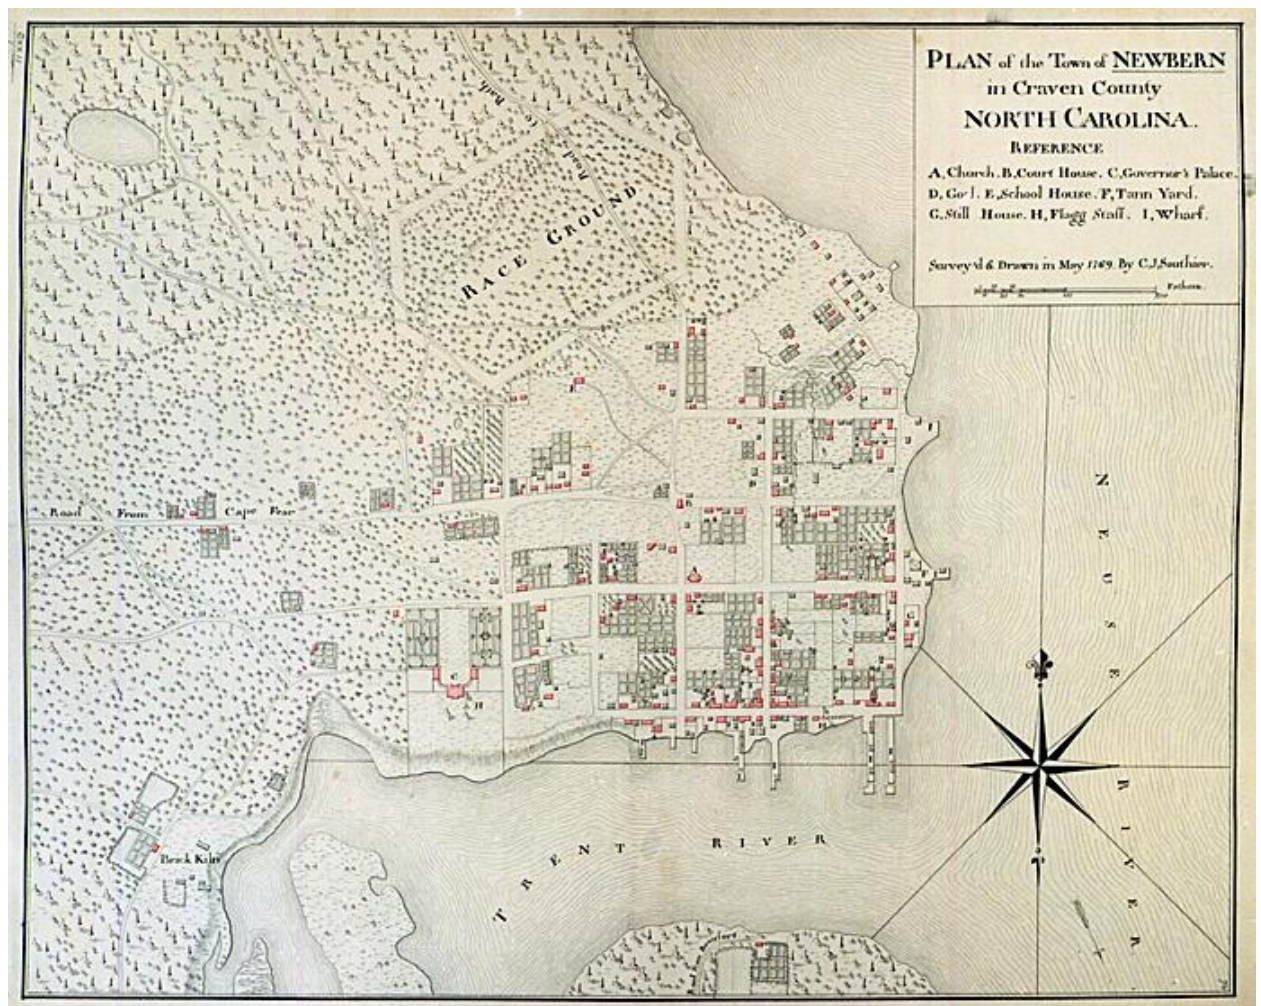 PLAN of the Town of NEWBERN
in Craven County
NORTH CAROLINA.
REFERENCE
A, Church. B, Court House. C, Governor's Palace.
D, Goal. E, School House. F, Tann Yard.
G, Still House. H, Flagg Staff. I, Wharf.
Survey'd & Drawn in May 1769. By C.J. Sauthier.
Fathoms.
Road to Bath
RACE GROUND
E
Road From Cape Fear
B
A
F
G
C
H
NEUSE RIVER
Brick Kiln
TRENT RIVER